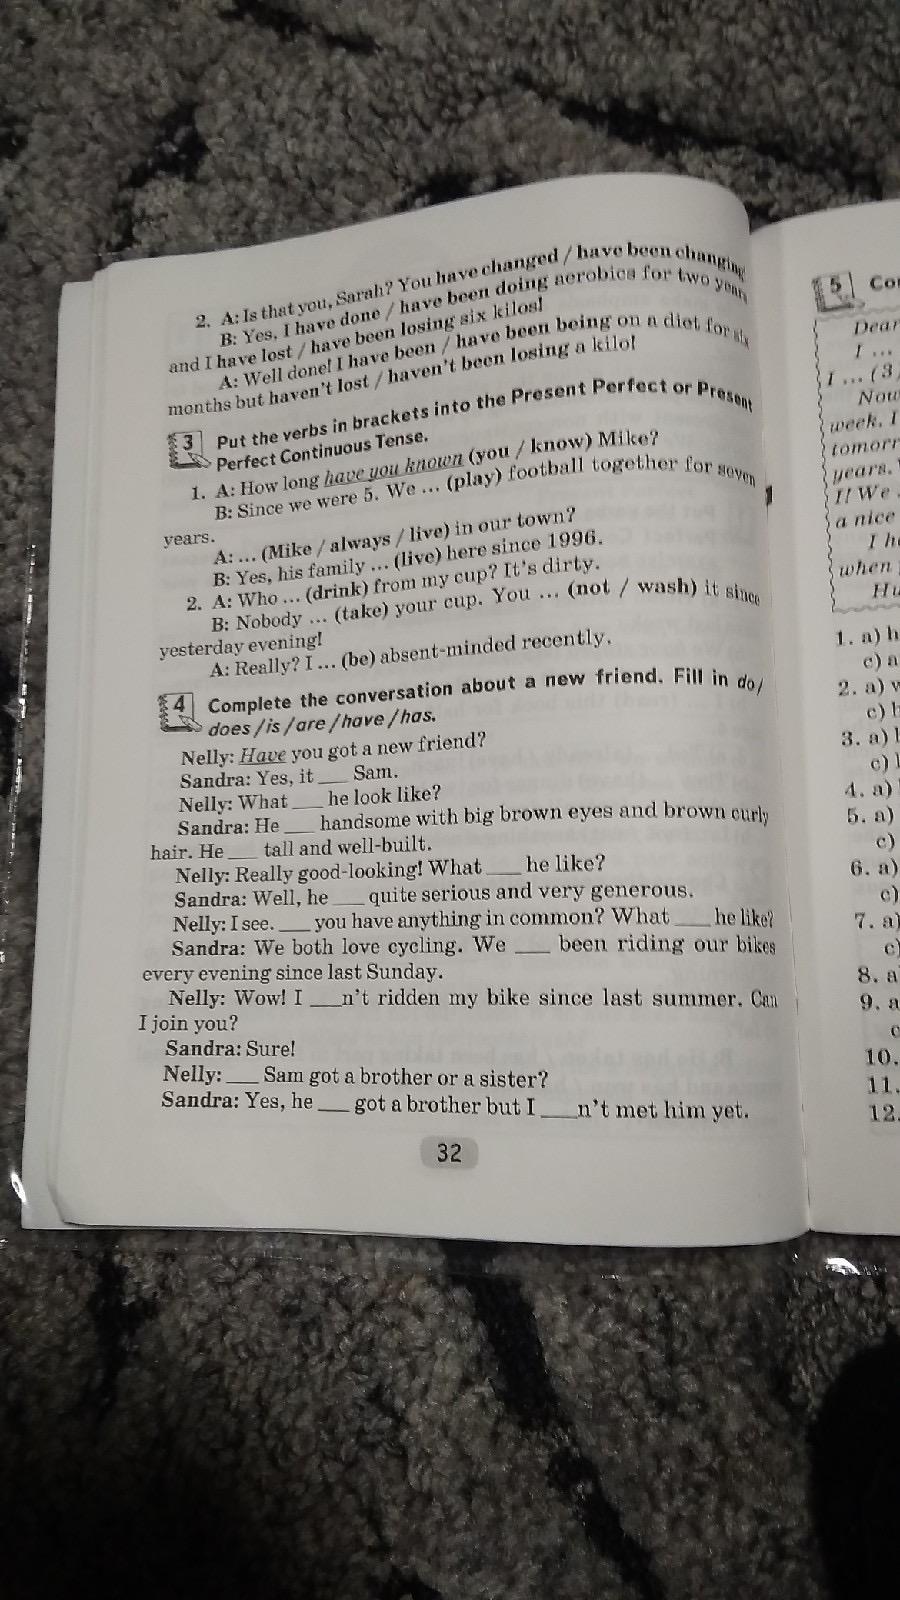 2. A: Is that you, Sarah? You have changed / have been changing
B: Yes, I have done / have been doing aerobics for two years
and I have lost / have been losing six kilos!
A: Well done! I have been / have been being on a diet for six
months but haven't lost / haven't been losing a kilo!
3 Put the verbs in brackets into the Present Perfect or Present
Perfect Continuous Tense.
1. A: How long have you known (you / know) Mike?
B: Since we were 5. We ... (play) football together for seven
years.
A: ... (Mike / always / live) in our town?
B: Yes, his family ... (live) here since 1996.
2. A: Who ... (drink) from my cup? It's dirty.
B: Nobody ... (take) your cup. You ... (not / wash) it since
yesterday evening!
A: Really? I ... (be) absent-minded recently.
4 Complete the conversation about a new friend. Fill in do/
does/is/are/have/has.
Nelly: Have you got a new friend?
Sandra: Yes, it ___ Sam.
Nelly: What ___ he look like?
Sandra: He ___ handsome with big brown eyes and brown curly
hair. He ___ tall and well-built.
Nelly: Really good-looking! What ___ he like?
Sandra: Well, he ___ quite serious and very generous.
Nelly: I see. ___ you have anything in common? What ___ he like?
Sandra: We both love cycling. We ___ been riding our bikes
every evening since last Sunday.
Nelly: Wow! I ___n't ridden my bike since last summer. Can
I join you?
Sandra: Sure!
Nelly: ___ Sam got a brother or a sister?
Sandra: Yes, he ___ got a brother but I ___n't met him yet.
32
5
Dear
I ...
I ... (3)
Now
week. I
years.
I! We
a nice
when
1. a)
c) a
2. a)
c)
3. a)
c)
4. a)
5. a)
c)
6. a)
c)
7. a)
c)
8. a
9. a
c
10.
11.
12.